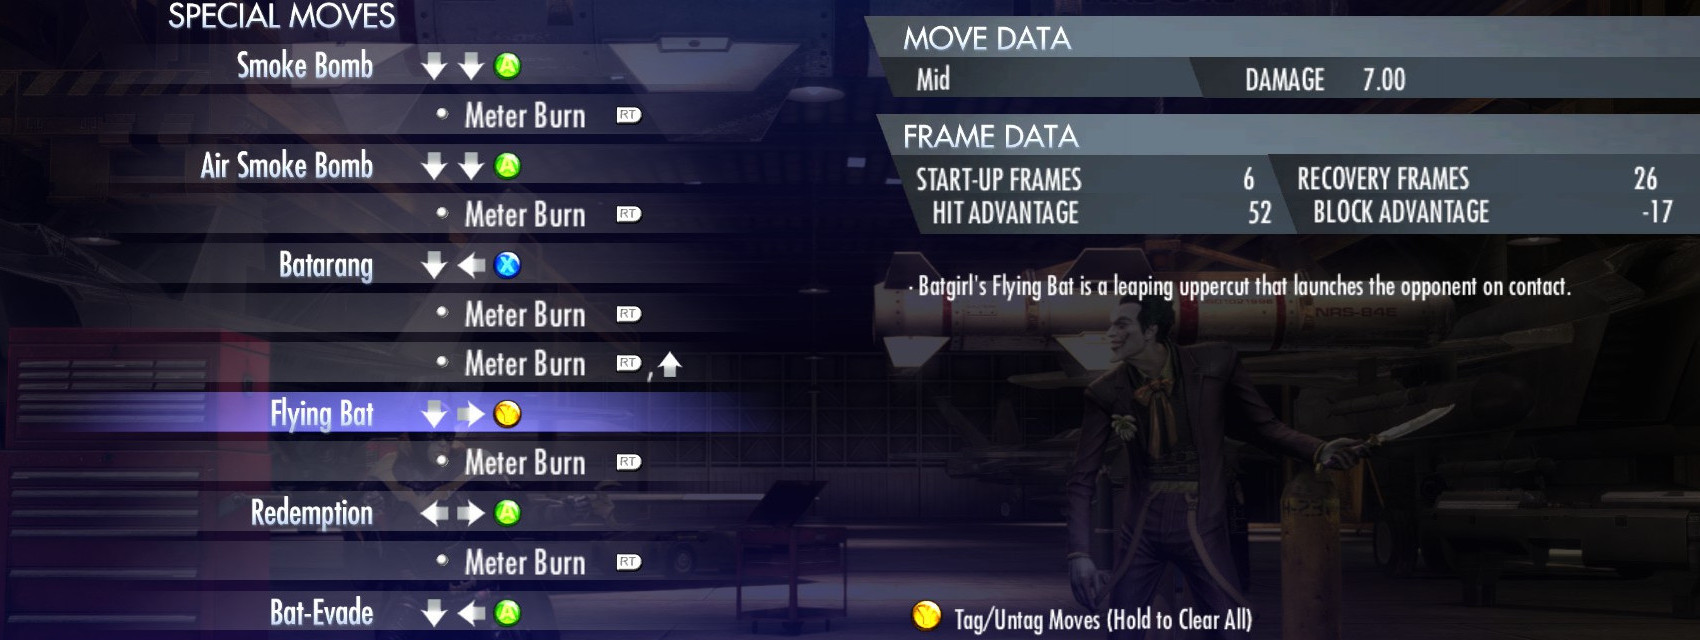 SPECIAL MOVES
Smoke Bomb A
Meter Burn RT
Air Smoke Bomb A
Meter Burn RT
Batarang X
Meter Burn RT
Meter Burn RT ,
Flying Bat Y
Meter Burn RT
Redemption A
Meter Burn RT
Bat-Evade A
MOVE DATA
Mid DAMAGE 7.00
FRAME DATA
START-UP FRAMES 6 RECOVERY FRAMES 26
HIT ADVANTAGE 52 BLOCK ADVANTAGE -17
· Batgirl's Flying Bat is a leaping uppercut that launches the opponent on contact.
NRS-84E
Y Tag/Untag Moves (Hold to Clear All)